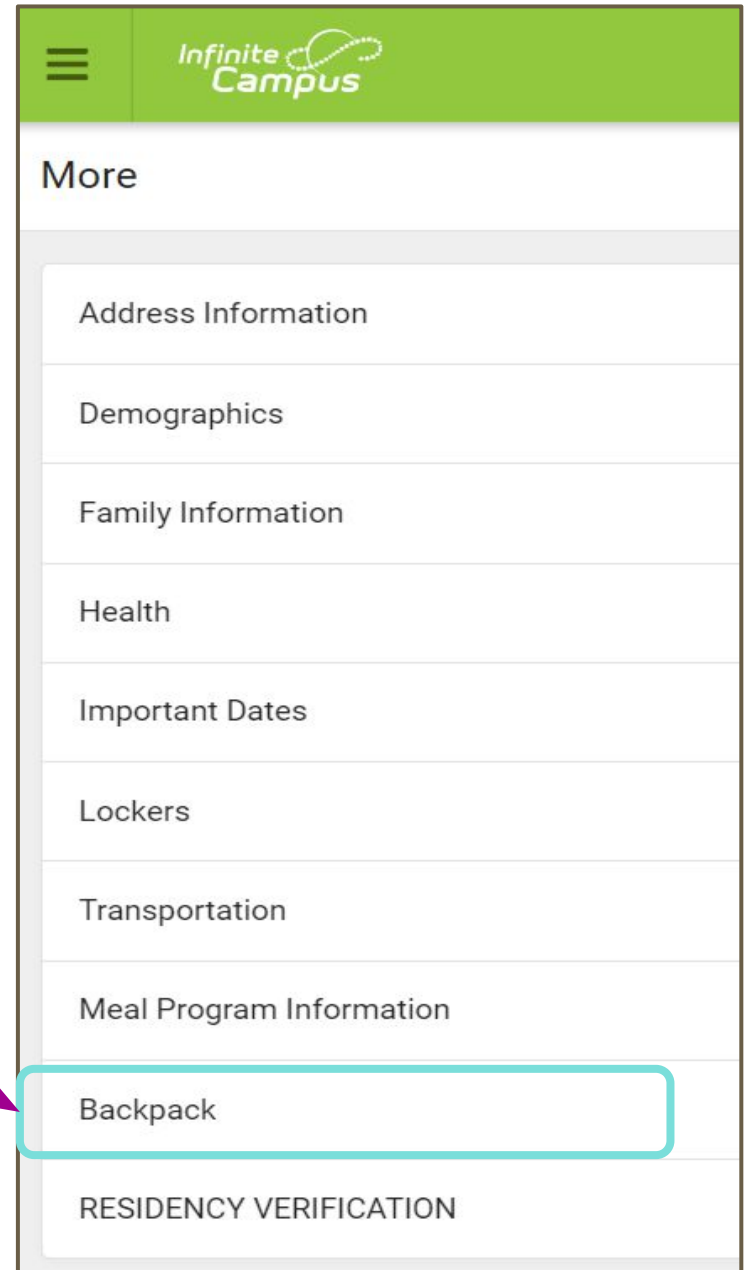 Infinite
Campus
More
Address Information
Demographics
Family Information
Health
Important Dates
Lockers
Transportation
Meal Program Information
Backpack
RESIDENCY VERIFICATION